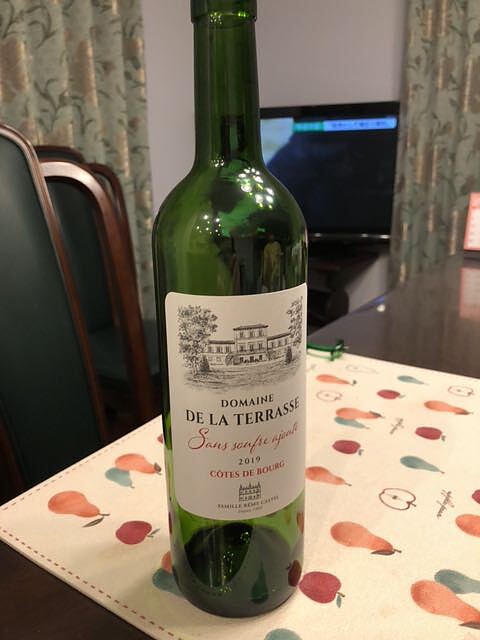 DOMAINE
DE LA TERRASSE
Sans soufre ajouté
2019
CÔTES DE BOURG
FAMILLE RÉMY CASTEL